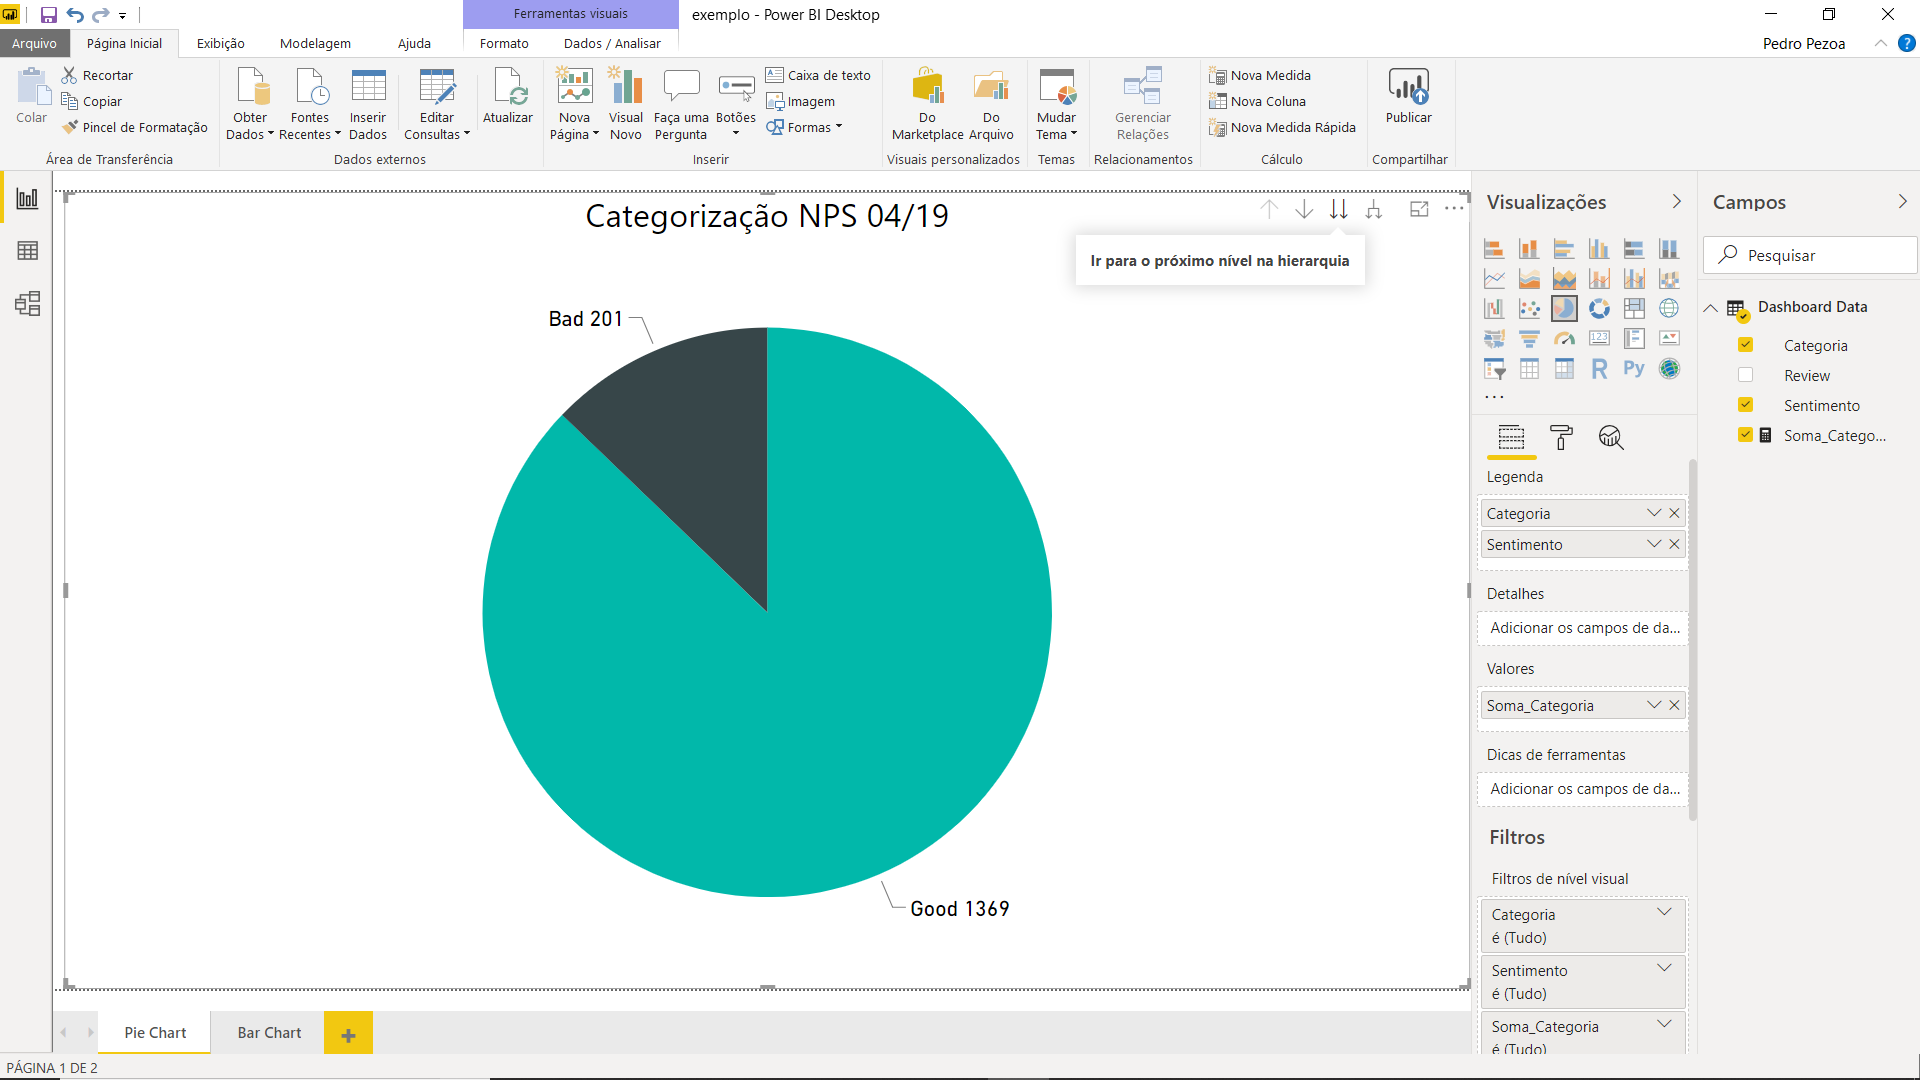 Ferramentas visuais
exemplo - Power BI Desktop
Arquivo
Página Inicial
Exibição
Modelagem
Ajuda
Formato
Dados / Analisar
Pedro Pezoa
?
Colar
Recortar
Copiar
Pincel de Formatação
Área de Transferência
Obter
Dados
Fontes
Recentes
Inserir
Dados
Editar
Consultas
Atualizar
Dados externos
Nova
Página
Visual
Novo
Faça uma
Pergunta
Botões
Caixa de texto
Imagem
Formas
Inserir
Do
Marketplace
Do
Arquivo
Visuais personalizados
Mudar
Tema
Temas
Gerenciar
Relações
Relacionamentos
Nova Medida
Nova Coluna
Nova Medida Rápida
Cálculo
Publicar
Compartilhar
Categorização NPS 04/19
Ir para o próximo nível na hierarquia
Bad 201
Good 1369
Visualizações
123
R
Py
Legenda
Categoria
Sentimento
Detalhes
Adicionar os campos de da...
Valores
Soma_Categoria
Dicas de ferramentas
Adicionar os campos de da...
Filtros
Filtros de nível visual
Categoria
é (Tudo)
Sentimento
é (Tudo)
Soma_Categoria
é (Tudo)
Campos
Pesquisar
Dashboard Data
Categoria
Review
Sentimento
Soma_Catego...
Pie Chart
Bar Chart
PÁGINA 1 DE 2